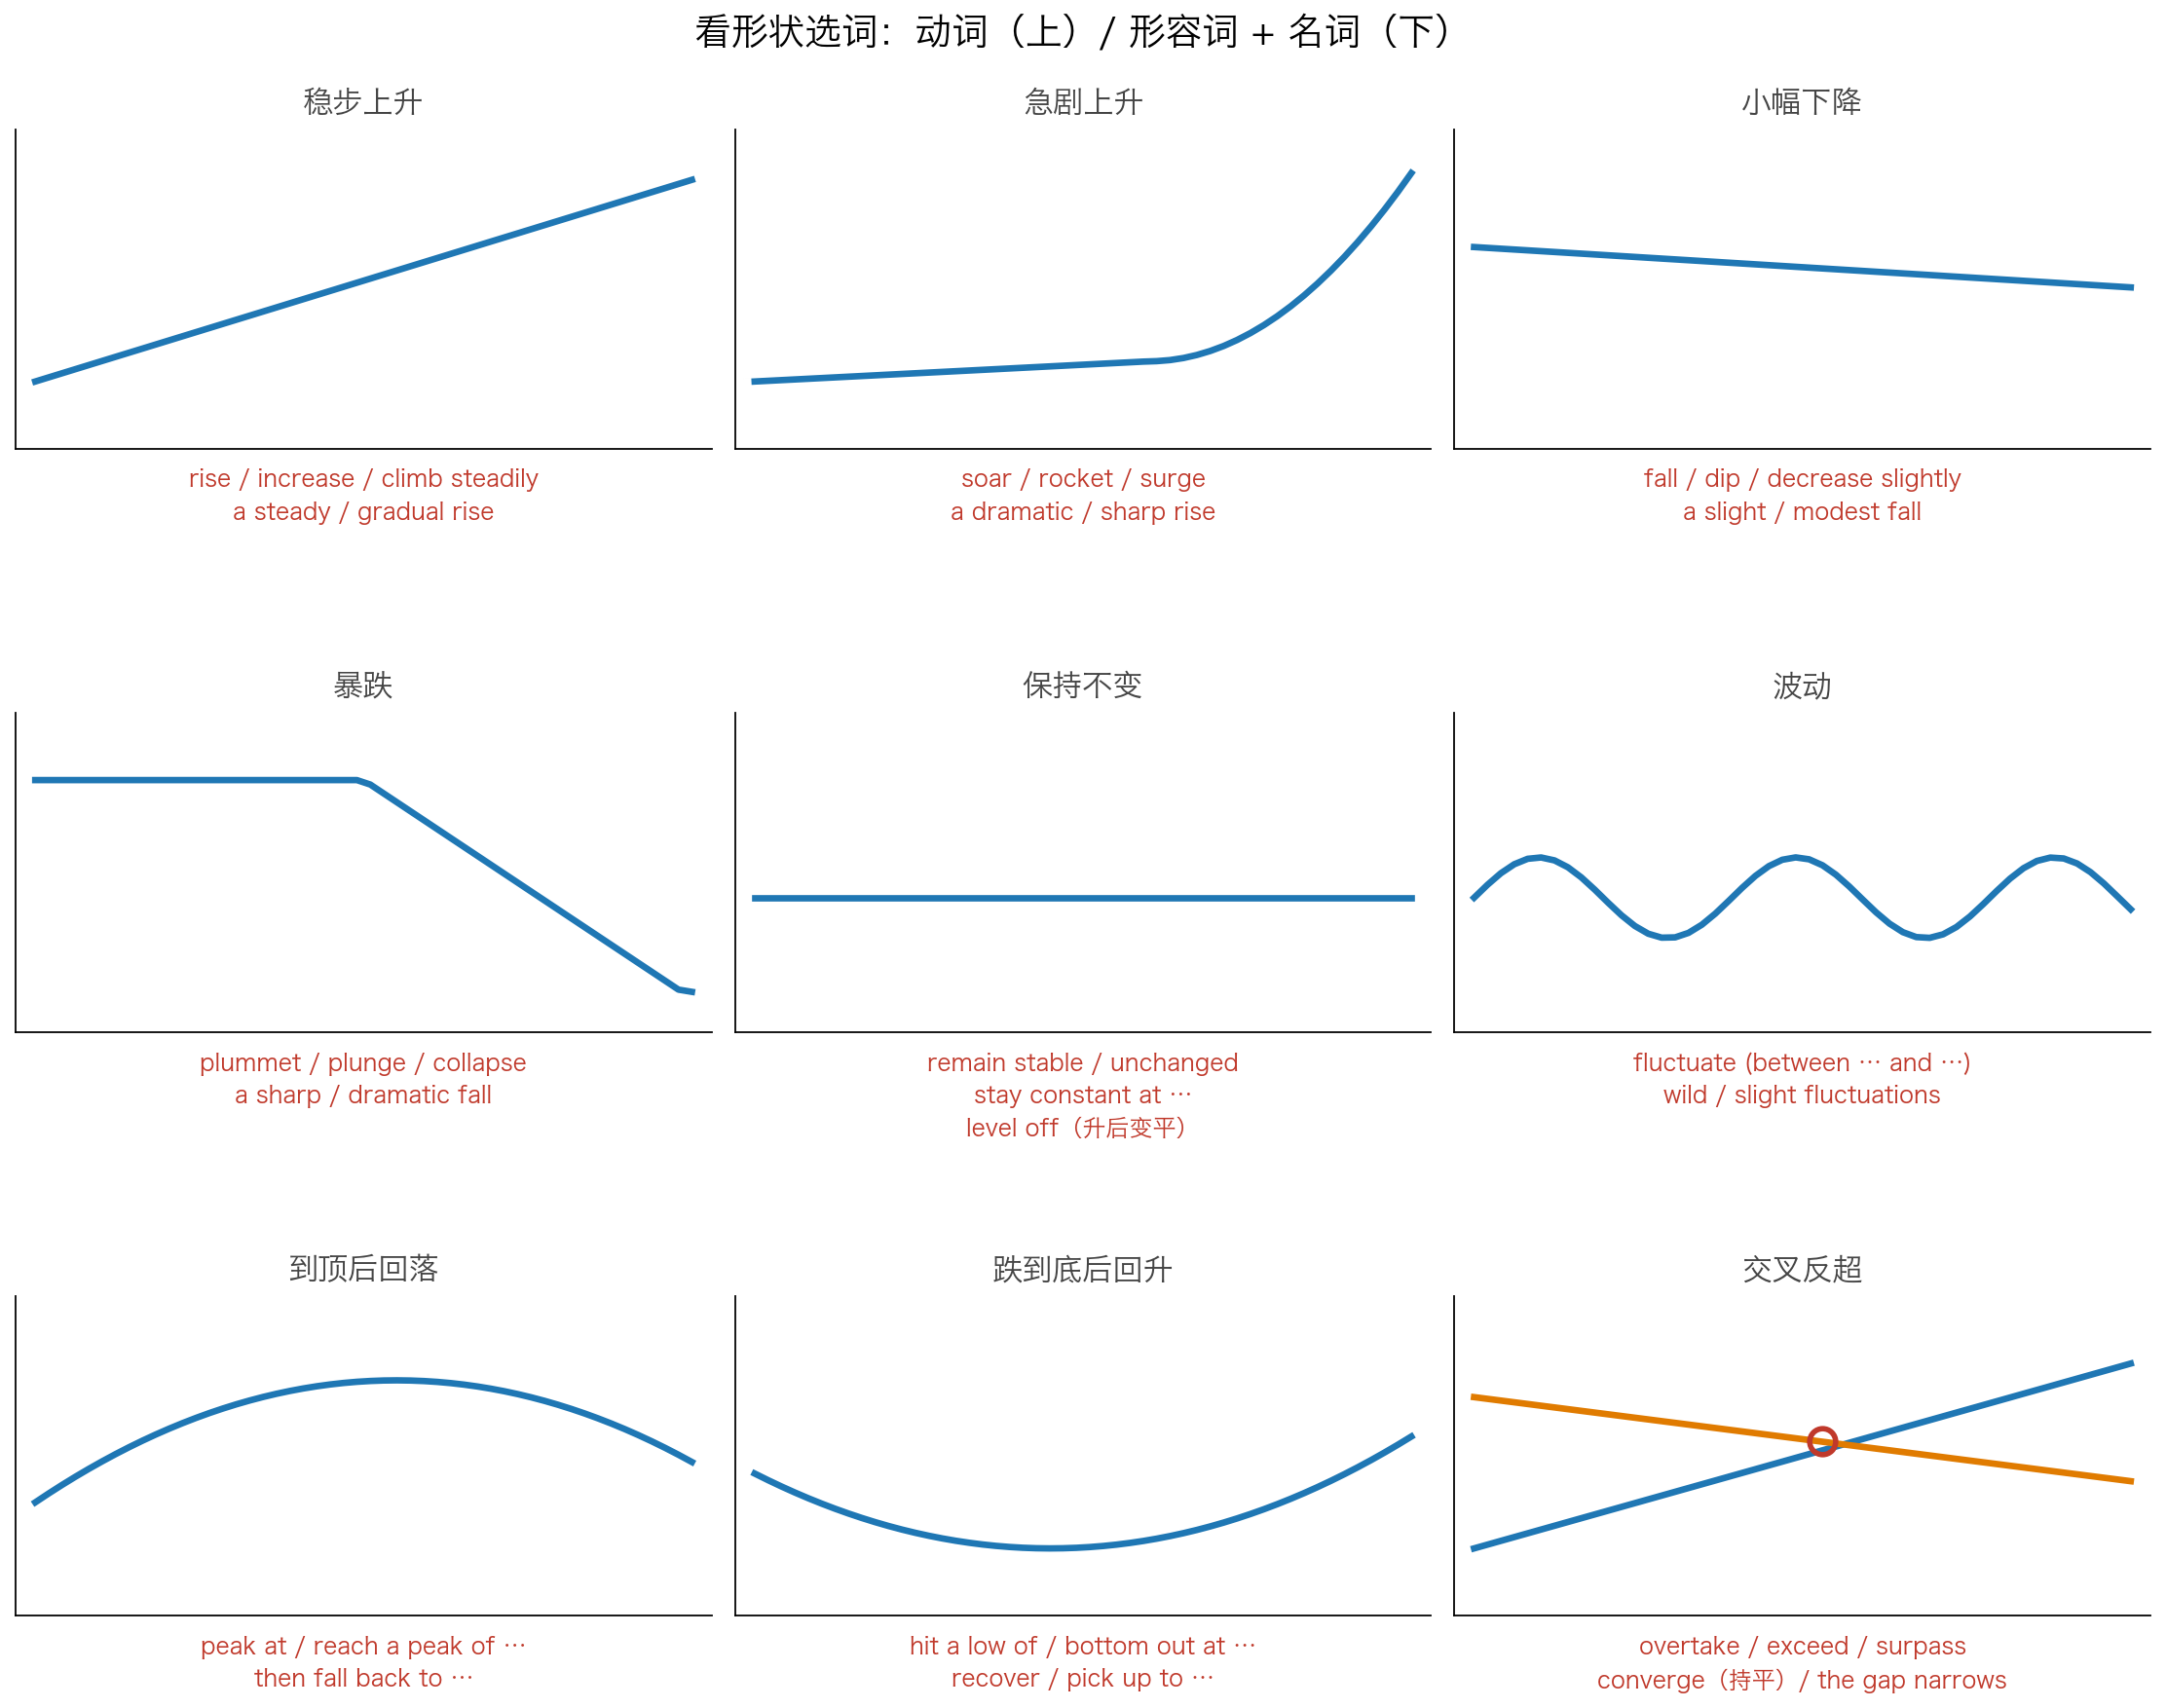 看形状选词：动词（上）/ 形容词 + 名词（下）
稳步上升
rise / increase / climb steadily
a steady / gradual rise
急剧上升
soar / rocket / surge
a dramatic / sharp rise
小幅下降
fall / dip / decrease slightly
a slight / modest fall
暴跌
plummet / plunge / collapse
a sharp / dramatic fall
保持不变
remain stable / unchanged
stay constant at …
level off（升后变平）
波动
fluctuate (between … and …)
wild / slight fluctuations
到顶后回落
peak at / reach a peak of …
then fall back to …
跌到底后回升
hit a low of / bottom out at …
recover / pick up to …
交叉反超
overtake / exceed / surpass
converge（持平）/ the gap narrows